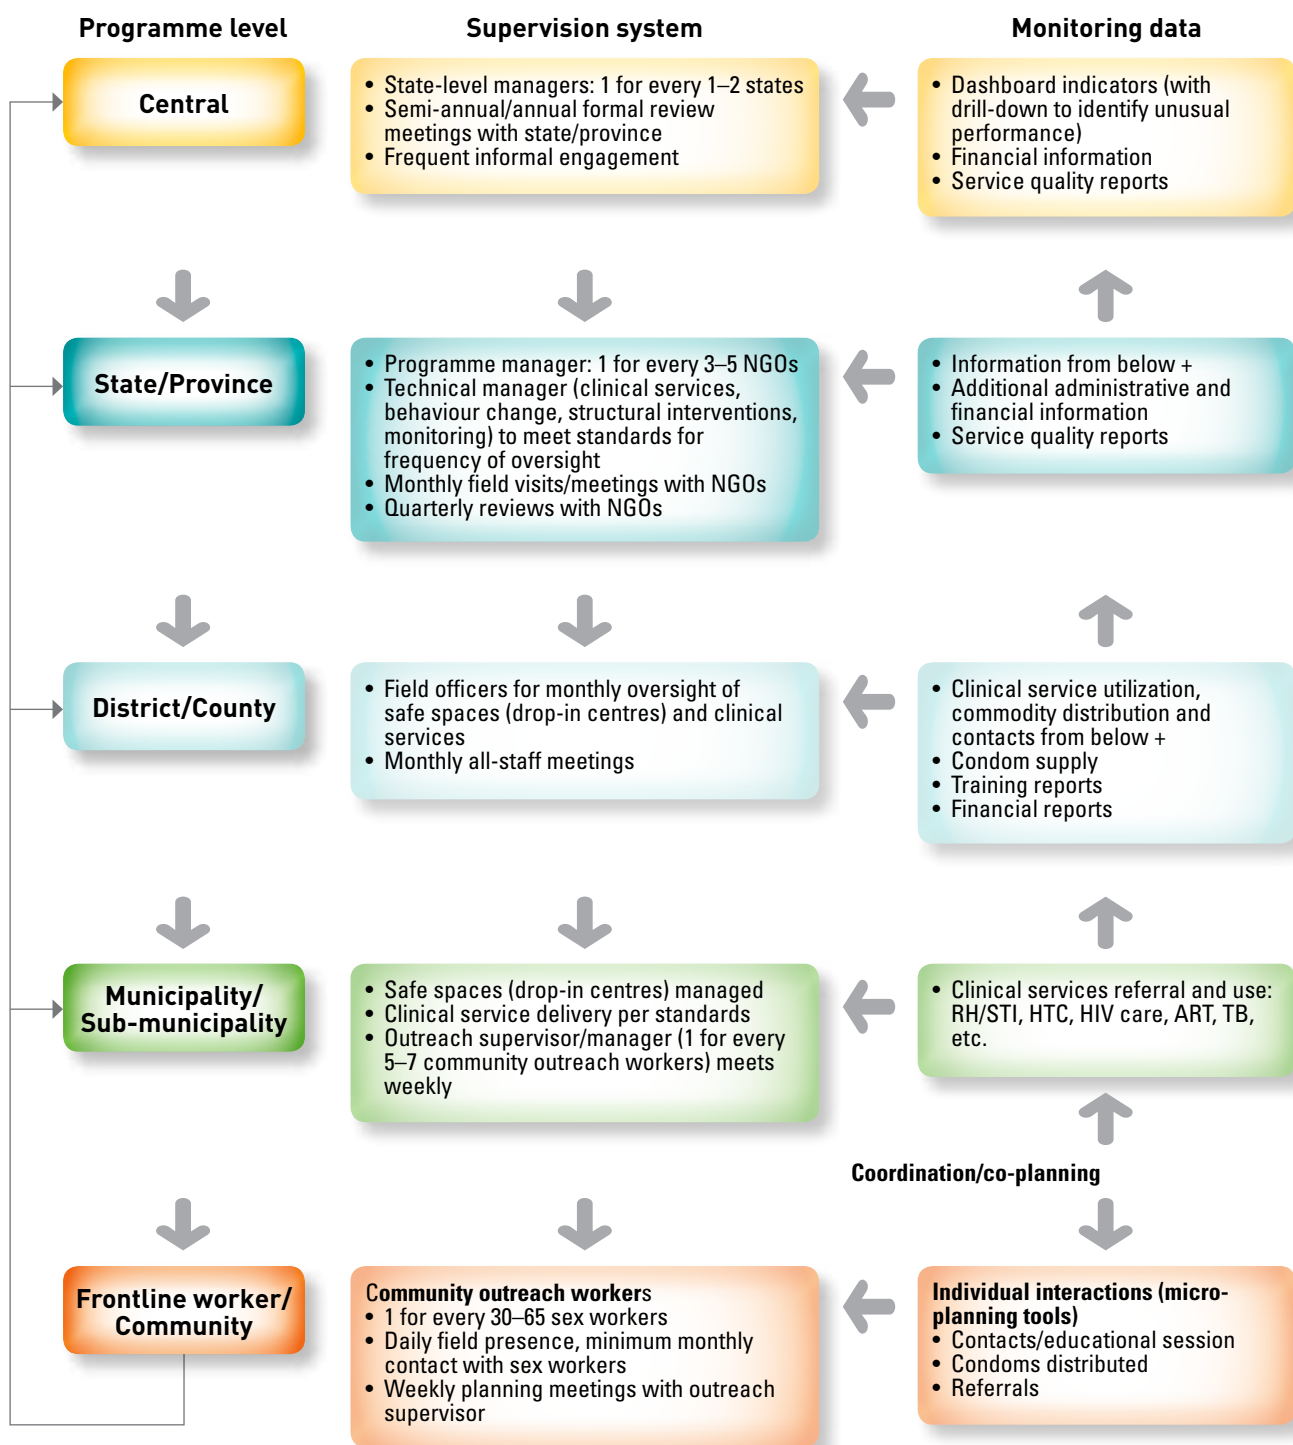 Programme level
Supervision system
Monitoring data
Central
• State-level managers: 1 for every 1–2 states
• Semi-annual/annual formal review
meetings with state/province
• Frequent informal engagement
• Dashboard indicators (with
drill-down to identify unusual
performance)
• Financial information
• Service quality reports
State/Province
• Programme manager: 1 for every 3–5 NGOs
• Technical manager (clinical services,
behaviour change, structural interventions,
monitoring) to meet standards for
frequency of oversight
• Monthly field visits/meetings with NGOs
• Quarterly reviews with NGOs
• Information from below +
• Additional administrative and
financial information
• Service quality reports
District/County
• Field officers for monthly oversight of
safe spaces (drop-in centres) and clinical
services
• Monthly all-staff meetings
• Clinical service utilization,
commodity distribution and
contacts from below +
• Condom supply
• Training reports
• Financial reports
Municipality/
Sub-municipality
• Safe spaces (drop-in centres) managed
• Clinical service delivery per standards
• Outreach supervisor/manager (1 for every
5–7 community outreach workers) meets
weekly
• Clinical services referral and use:
RH/STI, HTC, HIV care, ART, TB,
etc.
Coordination/co-planning
Frontline worker/
Community
Community outreach workers
• 1 for every 30–65 sex workers
• Daily field presence, minimum monthly
contact with sex workers
• Weekly planning meetings with outreach
supervisor
Individual interactions (micro-
planning tools)
• Contacts/educational session
• Condoms distributed
• Referrals